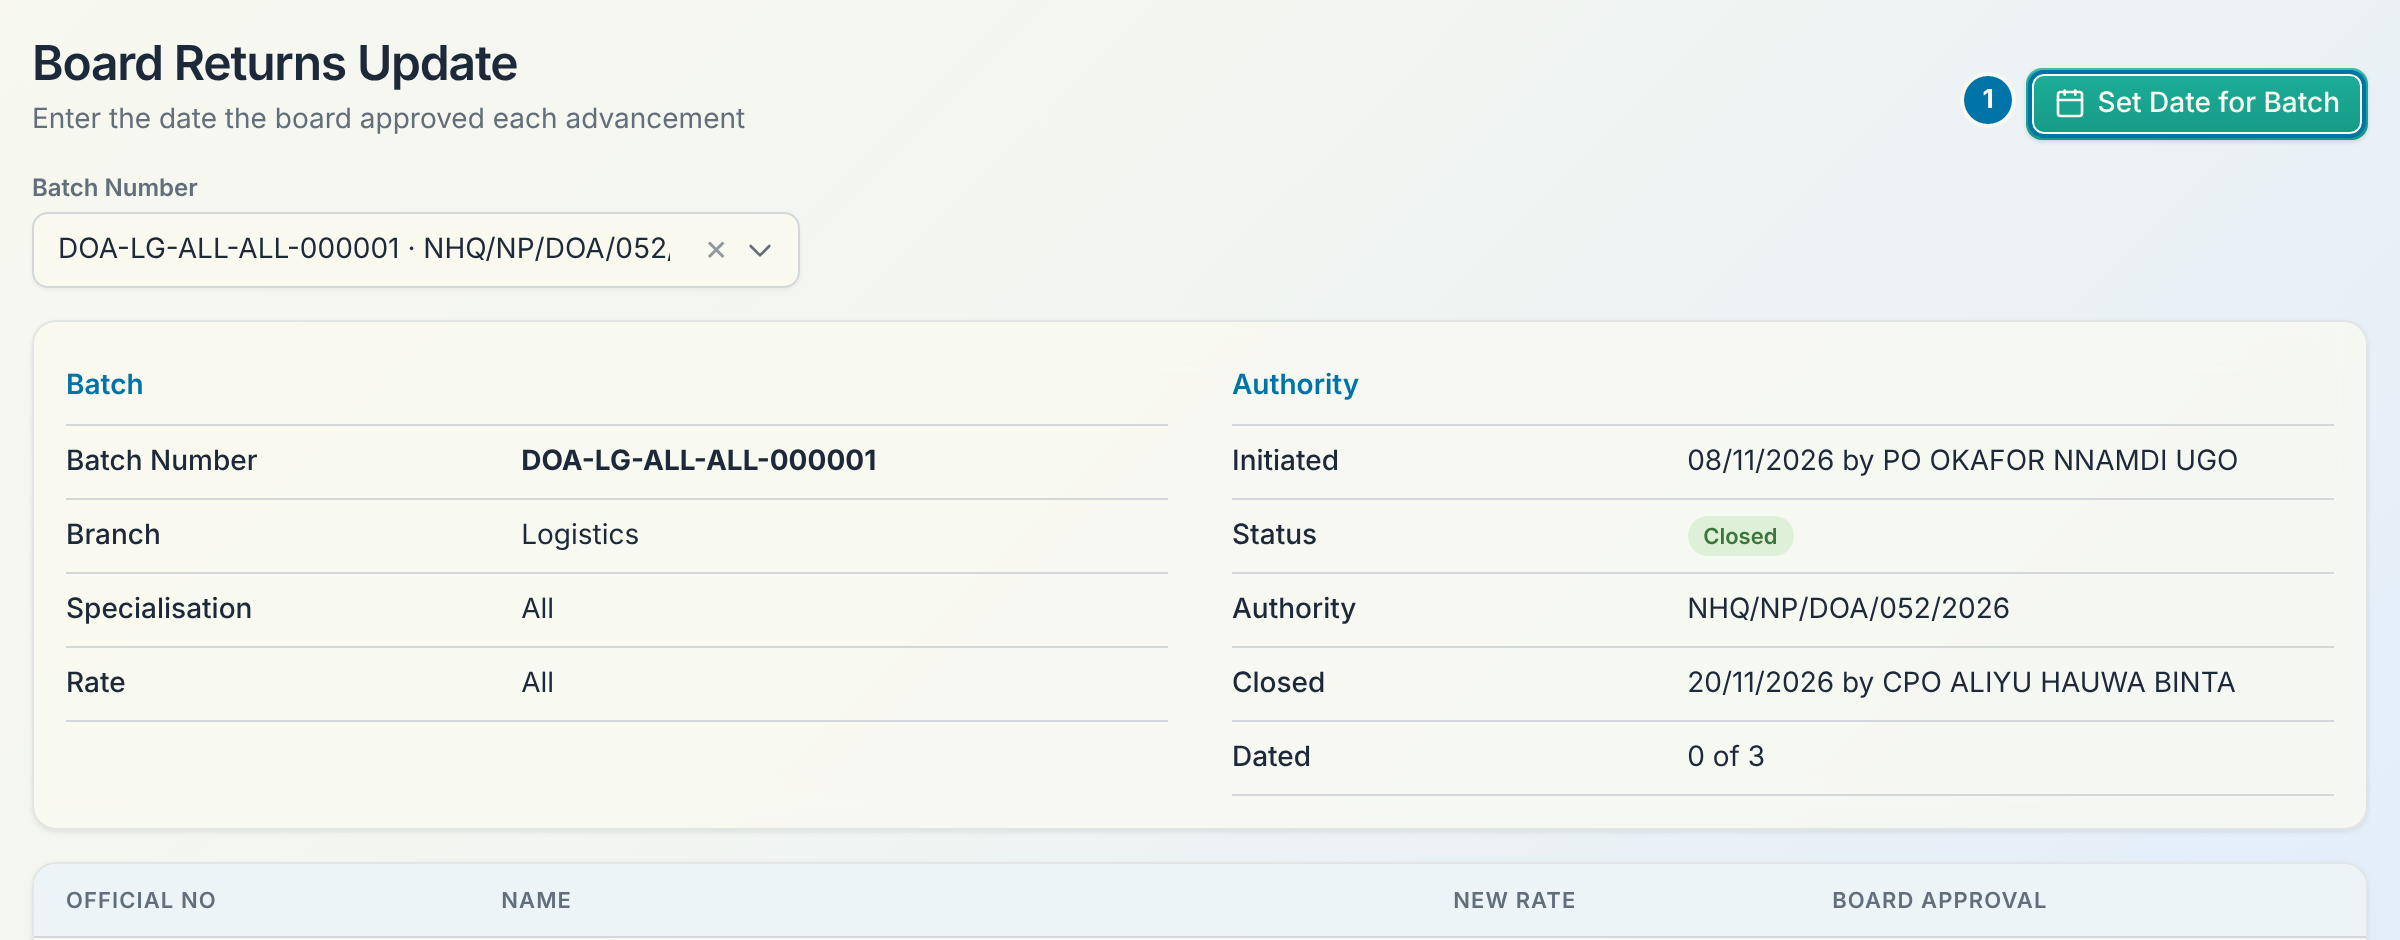 Board Returns Update
Enter the date the board approved each advancement
1
Set Date for Batch
Batch Number
DOA-LG-ALL-ALL-000001 · NHQ/NP/DOA/052,
Batch
Batch Number DOA-LG-ALL-ALL-000001
Branch Logistics
Specialisation All
Rate All
Authority
Initiated 08/11/2026 by PO OKAFOR NNAMDI UGO
Status Closed
Authority NHQ/NP/DOA/052/2026
Closed 20/11/2026 by CPO ALIYU HAUWA BINTA
Dated 0 of 3
OFFICIAL NO NAME NEW RATE BOARD APPROVAL